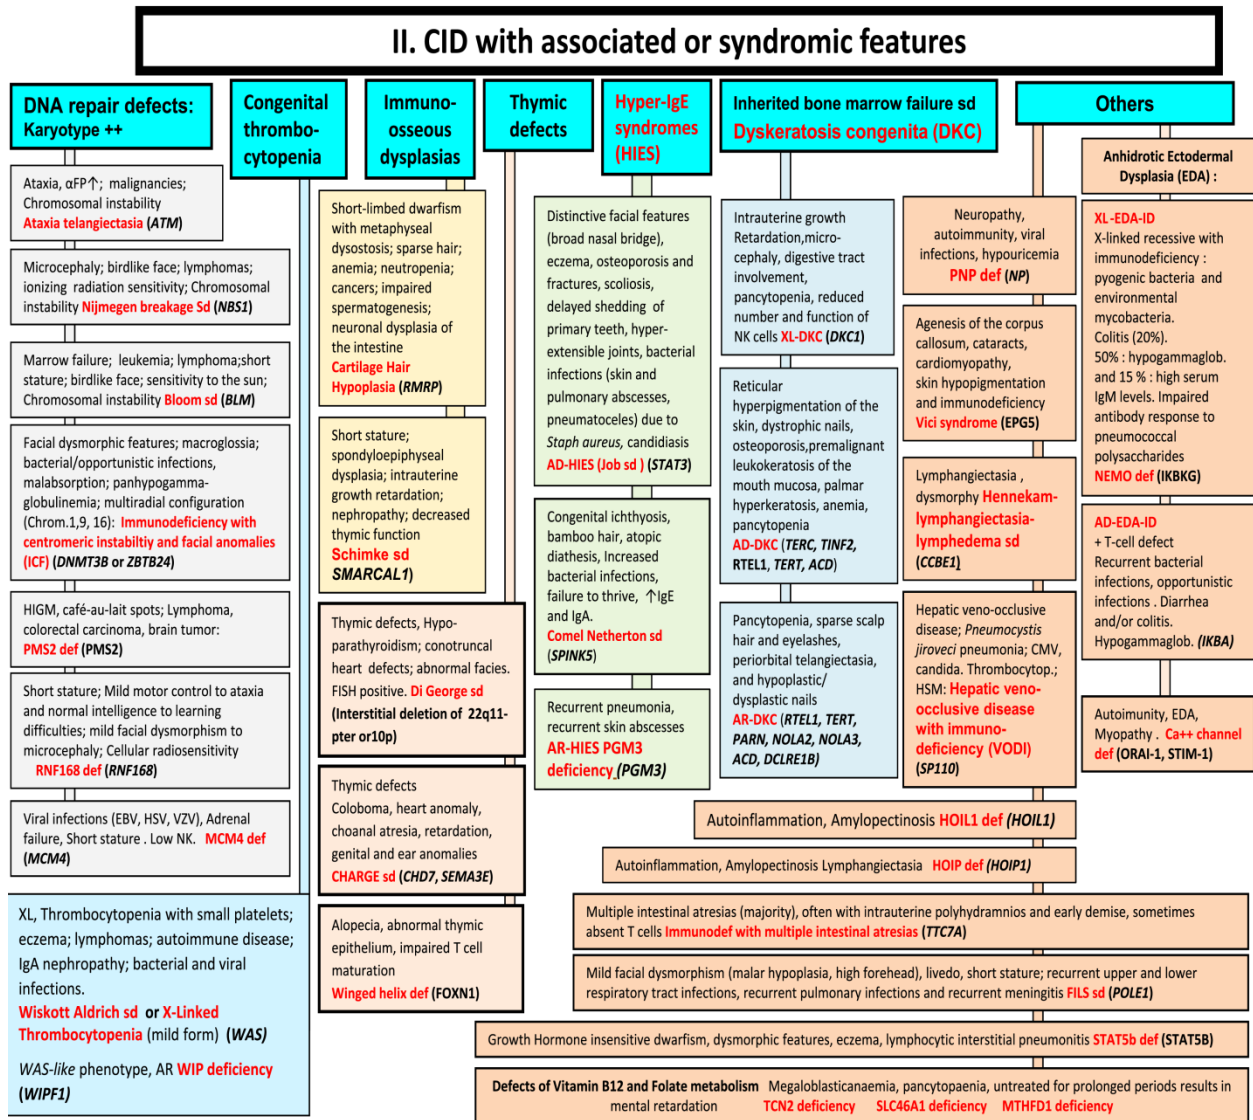 II. CID with associated or syndromic features
DNA repair defects:
Karyotype ++
Ataxia, αFP↑; malignancies;
Chromosomal instability
Ataxia telangiectasia (ATM)
Microcephaly; birdlike face; lymphomas;
ionizing radiation sensitivity; Chromosomal
instability Nijmegen breakage Sd (NBS1)
Marrow failure; leukemia; lymphoma;short
stature; birdlike face; sensitivity to the sun;
Chromosomal instability Bloom sd (BLM)
Facial dysmorphic features; macroglossia;
bacterial/opportunistic infections,
malabsorption; panhypogamma-
globulinemia; multiradial configuration
(Chrom.1,9, 16): Immunodeficiency with
centromeric instabiltiy and facial anomalies
(ICF) (DNMT3B or ZBTB24)
HIGM, café-au-lait spots; Lymphoma,
colorectal carcinoma, brain tumor:
PMS2 def (PMS2)
Short stature; Mild motor control to ataxia
and normal intelligence to learning
difficulties; mild facial dysmorphism to
microcephaly; Cellular radiosensitivity
RNF168 def (RNF168)
Viral infections (EBV, HSV, VZV), Adrenal
failure, Short stature . Low NK. MCM4 def
(MCM4)
Congenital
thrombo-
cytopenia
XL, Thrombocytopenia with small platelets;
eczema; lymphomas; autoimmune disease;
IgA nephropathy; bacterial and viral
infections.
Wiskott Aldrich sd or X-Linked
Thrombocytopenia (mild form) (WAS)
WAS-like phenotype, AR WIP deficiency
(WIPF1)
Immuno-
osseous
dysplasias
Short-limbed dwarfism
with metaphyseal
dysostosis; sparse hair;
anemia; neutropenia;
cancers; impaired
spermatogenesis;
neuronal dysplasia of
the intestine
Cartilage Hair
Hypoplasia (RMRP)
Short stature;
spondyloepiphyseal
dysplasia; intrauterine
growth retardation;
nephropathy; decreased
thymic function
Schimke sd
SMARCAL1)
Thymic
defects
Thymic defects, Hypo-
parathyroidism; conotruncal
heart defects; abnormal facies.
FISH positive. Di George sd
(Interstitial deletion of 22q11-
pter or10p)
Thymic defects
Coloboma, heart anomaly,
choanal atresia, retardation,
genital and ear anomalies
CHARGE sd (CHD7, SEMA3E)
Alopecia, abnormal thymic
epithelium, impaired T cell
maturation
Winged helix def (FOXN1)
Hyper-IgE
syndromes
(HIES)
Distinctive facial features
(broad nasal bridge),
eczema, osteoporosis and
fractures, scoliosis,
delayed shedding of
primary teeth, hyper-
extensible joints, bacterial
infections (skin and
pulmonary abscesses,
pneumatoceles) due to
Staph aureus, candidiasis
AD-HIES (Job sd ) (STAT3)
Congenital ichthyosis,
bamboo hair, atopic
diathesis, Increased
bacterial infections,
failure to thrive, ↑IgE
and IgA.
Comel Netherton sd
(SPINK5)
Recurrent pneumonia,
recurrent skin abscesses
AR-HIES PGM3
deficiency (PGM3)
Inherited bone marrow failure sd
Dyskeratosis congenita (DKC)
Intrauterine growth
Retardation,micro-
cephaly, digestive tract
involvement,
pancytopenia, reduced
number and function of
NK cells XL-DKC (DKC1)
Reticular
hyperpigmentation of the
skin, dystrophic nails,
osteoporosis,premalignant
leukokeratosis of the
mouth mucosa, palmar
hyperkeratosis, anemia,
pancytopenia
AD-DKC (TERC, TINF2,
RTEL1, TERT, ACD)
Pancytopenia, sparse scalp
hair and eyelashes,
periorbital telangiectasia,
and hypoplastic/
dysplastic nails
AR-DKC (RTEL1, TERT,
PARN, NOLA2, NOLA3,
ACD, DCLRE1B)
Others
Neuropathy,
autoimmunity, viral
infections, hypouricemia
PNP def (NP)
Agenesis of the corpus
callosum, cataracts,
cardiomyopathy,
skin hypopigmentation
and immunodeficiency
Vici syndrome (EPG5)
Lymphangiectasia ,
dysmorphy Hennekam-
lymphangiectasia-
lymphedema sd
(CCBE1)
Hepatic veno-occlusive
disease; Pneumocystis
jiroveci pneumonia; CMV,
candida. Thrombocytop.;
HSM: Hepatic veno-
occlusive disease
with immuno-
deficiency (VODI)
(SP110)
Anhidrotic Ectodermal
Dysplasia (EDA) :
XL-EDA-ID
X-linked recessive with
immunodeficiency :
pyogenic bacteria and
environmental
mycobacteria.
Colitis (20%).
50% : hypogammaglob.
and 15 % : high serum
IgM levels. Impaired
antibody response to
pneumococcal
polysaccharides
NEMO def (IKBKG)
AD-EDA-ID
+ T-cell defect
Recurrent bacterial
infections, opportunistic
infections . Diarrhea
and/or colitis.
Hypogammaglob. (IKBA)
Autoimunity, EDA,
Myopathy . Ca++ channel
def (ORAI-1, STIM-1)
Autoinflammation, Amylopectinosis HOIL1 def (HOIL1)
Autoinflammation, Amylopectinosis Lymphangiectasia HOIP def (HOIP1)
Multiple intestinal atresias (majority), often with intrauterine polyhydramnios and early demise, sometimes
absent T cells Immunodef with multiple intestinal atresias (TTC7A)
Mild facial dysmorphism (malar hypoplasia, high forehead), livedo, short stature; recurrent upper and lower
respiratory tract infections, recurrent pulmonary infections and recurrent meningitis FILS sd (POLE1)
Growth Hormone insensitive dwarfism, dysmorphic features, eczema, lymphocytic interstitial pneumonitis STAT5b def (STAT5B)
Defects of Vitamin B12 and Folate metabolism Megaloblasticanaemia, pancytopaenia, untreated for prolonged periods results in
mental retardation TCN2 deficiency SLC46A1 deficiency MTHFD1 deficiency